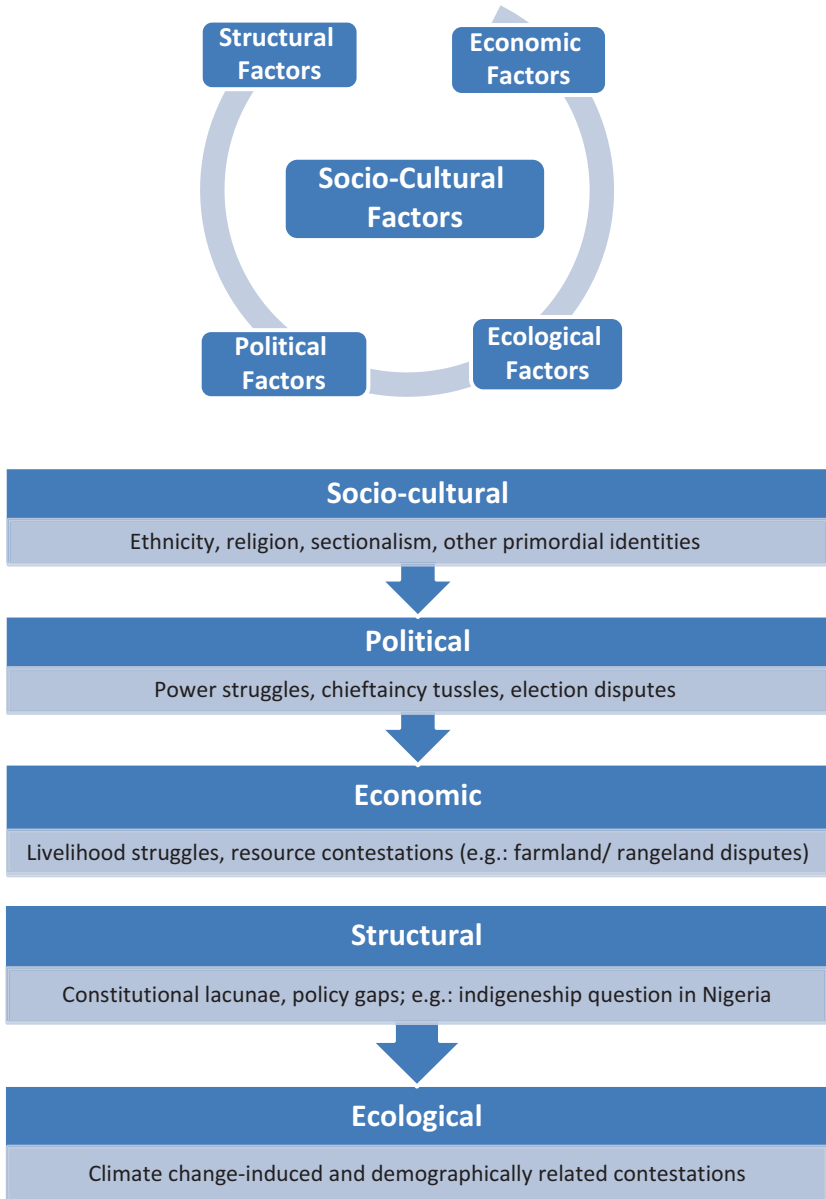 Structural
Factors
Economic
Factors
Socio-Cultural
Factors
Political
Factors
Ecological
Factors
Socio-cultural
Ethnicity, religion, sectionalism, other primordial identities
Political
Power struggles, chieftaincy tussles, election disputes
Economic
Livelihood struggles, resource contestations (e.g.: farmland/ rangeland disputes)
Structural
Constitutional lacunae, policy gaps; e.g.: indigeneship question in Nigeria
Ecological
Climate change-induced and demographically related contestations